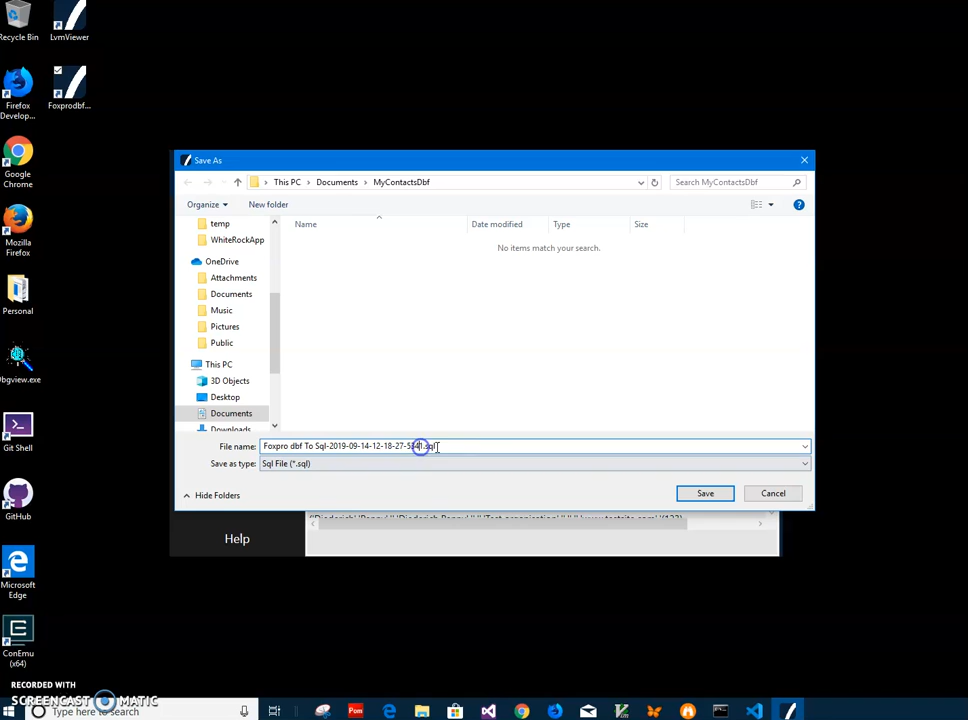 Recycle Bin
LvmViewer
Firefox
Develop...
Foxprodbf...
Google
Chrome
Mozilla
Firefox
Personal
Dbgview.exe
Git Shell
GitHub
Microsoft
Edge
ConEmu
(x64)
Save As
This PC > Documents > MyContactsDbf
Search MyContactsDbf
Organize
New folder
temp
WhiteRockApp
OneDrive
Attachments
Documents
Music
Pictures
Public
This PC
3D Objects
Desktop
Documents
Downloads
Name
Date modified
Type
Size
No items match your search.
File name:
Save as type:
Sql File (*.sql)
Hide Folders
Save
Cancel
Help
RECORDED WITH
SCREENCAST MATIC
Type here to search
Pom